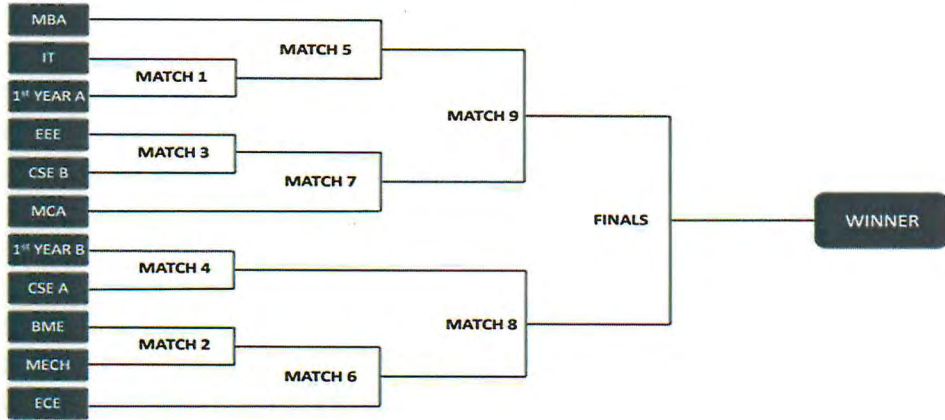 MBA
IT
1st YEAR A
EEE
CSE B
MCA
1st YEAR B
CSE A
BME
MECH
ECE
MATCH 1
MATCH 3
MATCH 4
MATCH 2
MATCH 5
MATCH 7
MATCH 6
MATCH 9
MATCH 8
FINALS
WINNER